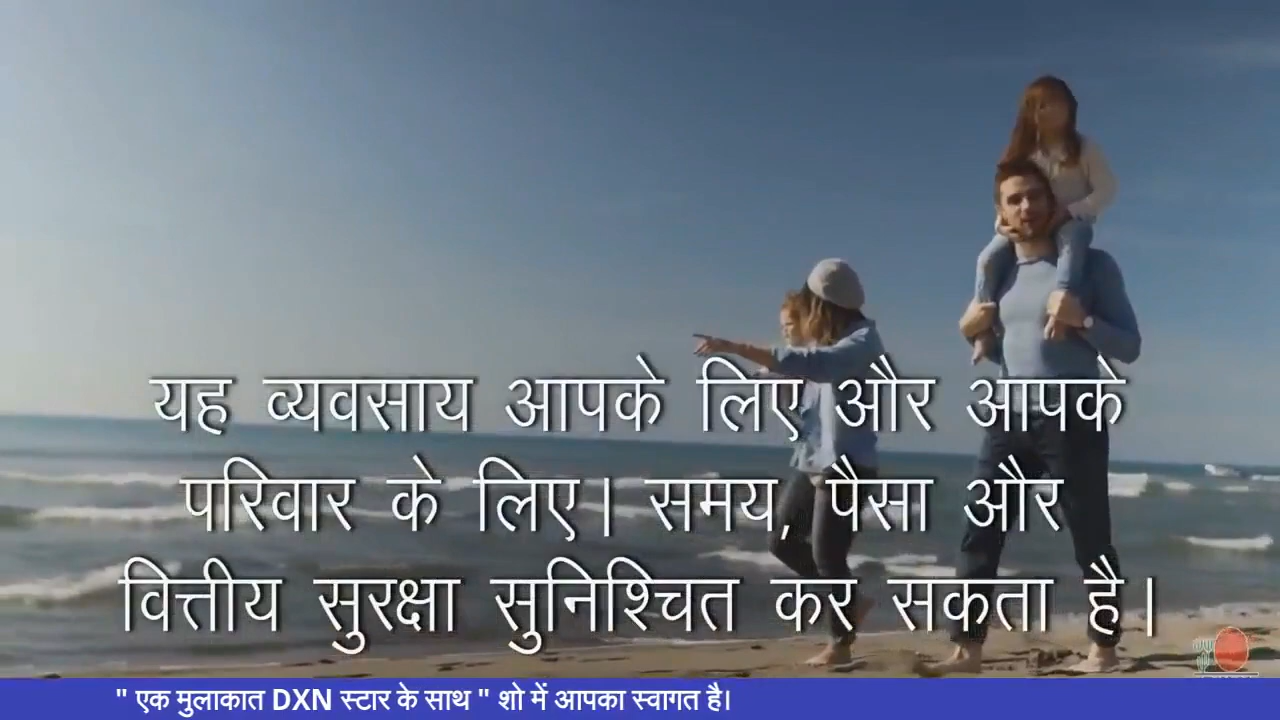 यह व्यवसाय आपके लिए और आपके
परिवार के लिए। समय, पैसा और
वित्तीय सुरक्षा सुनिश्चित कर सकता है।
" एक मुलाकात DXN स्टार के साथ " शो में आपका स्वागत है।